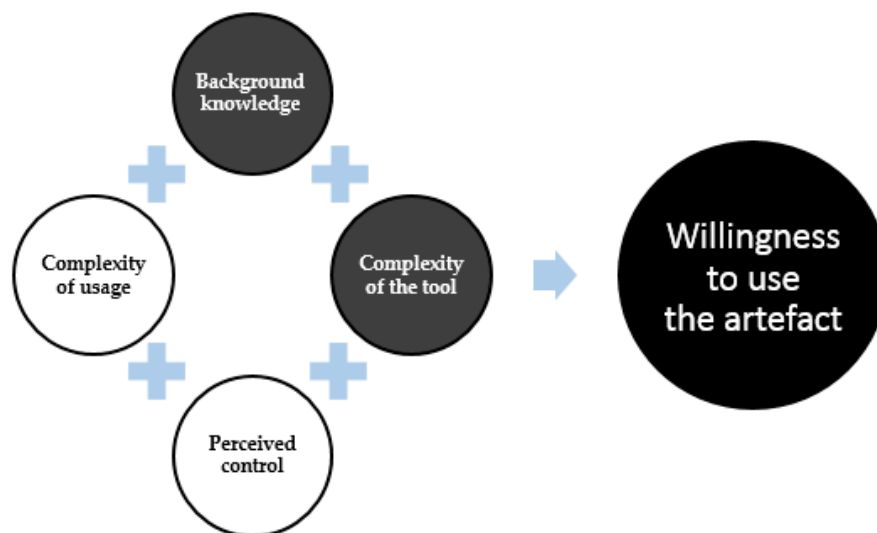 Background
knowledge
Complexity
of usage
Complexity
of the tool
Perceived
control
Willingness
to use
the artefact